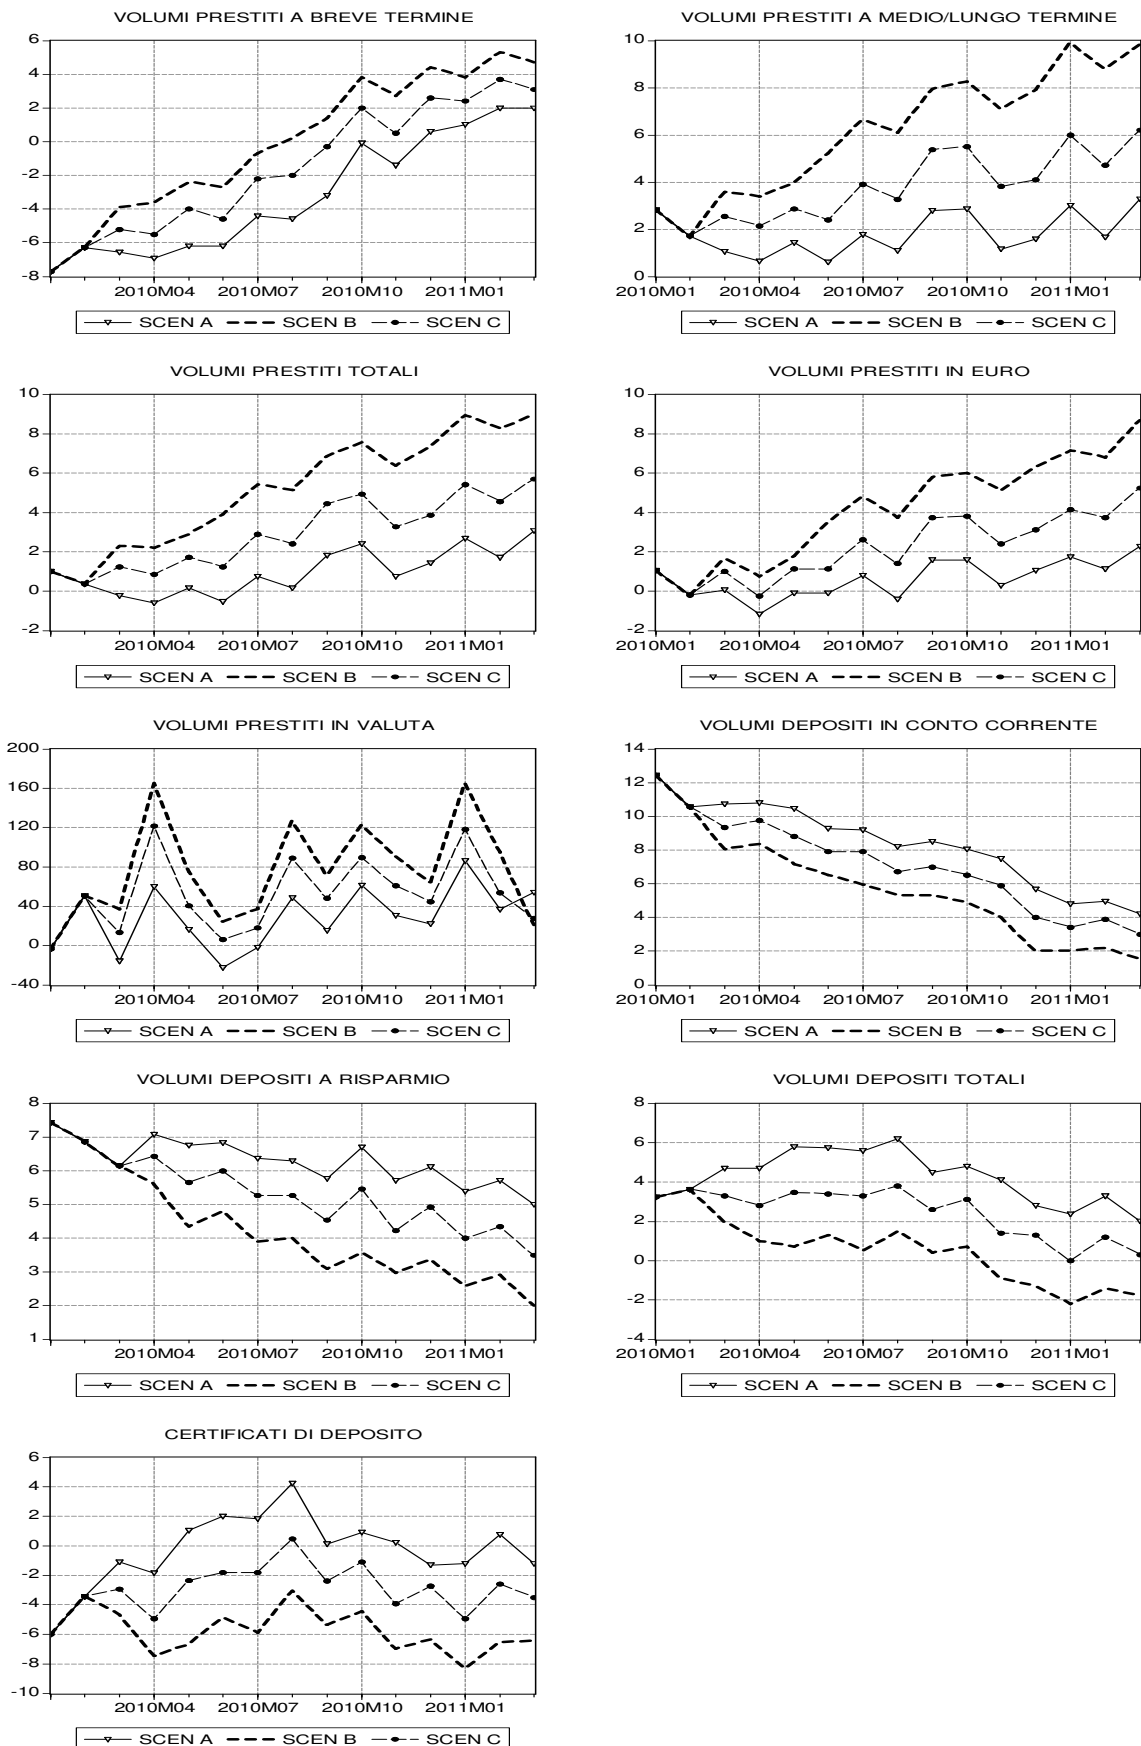 VOLUMI PRESTITI A BREVE TERMINE
6
4
2
0
-2
-4
-6
-8
2010M04 2010M07 2010M10 2011M01
SCEN A SCEN B SCEN C
VOLUMI PRESTITI A MEDIO/LUNGO TERMINE
10
8
6
4
2
0
2010M01 2010M04 2010M07 2010M10 2011M01
SCEN A SCEN B SCEN C
VOLUMI PRESTITI TOTALI
10
8
6
4
2
0
-2
2010M04 2010M07 2010M10 2011M01
SCEN A SCEN B SCEN C
VOLUMI PRESTITI IN EURO
10
8
6
4
2
0
-2
2010M01 2010M04 2010M07 2010M10 2011M01
SCEN A SCEN B SCEN C
VOLUMI PRESTITI IN VALUTA
200
160
120
80
40
0
-40
2010M04 2010M07 2010M10 2011M01
SCEN A SCEN B SCEN C
VOLUMI DEPOSITI IN CONTO CORRENTE
14
12
10
8
6
4
2
0
2010M01 2010M04 2010M07 2010M10 2011M01
SCEN A SCEN B SCEN C
VOLUMI DEPOSITI A RISPARMIO
8
7
6
5
4
3
2
1
2010M04 2010M07 2010M10 2011M01
SCEN A SCEN B SCEN C
VOLUMI DEPOSITI TOTALI
8
6
4
2
0
-2
-4
2010M01 2010M04 2010M07 2010M10 2011M01
SCEN A SCEN B SCEN C
CERTIFICATI DI DEPOSITO
6
4
2
0
-2
-4
-6
-8
-10
2010M04 2010M07 2010M10 2011M01
SCEN A SCEN B SCEN C